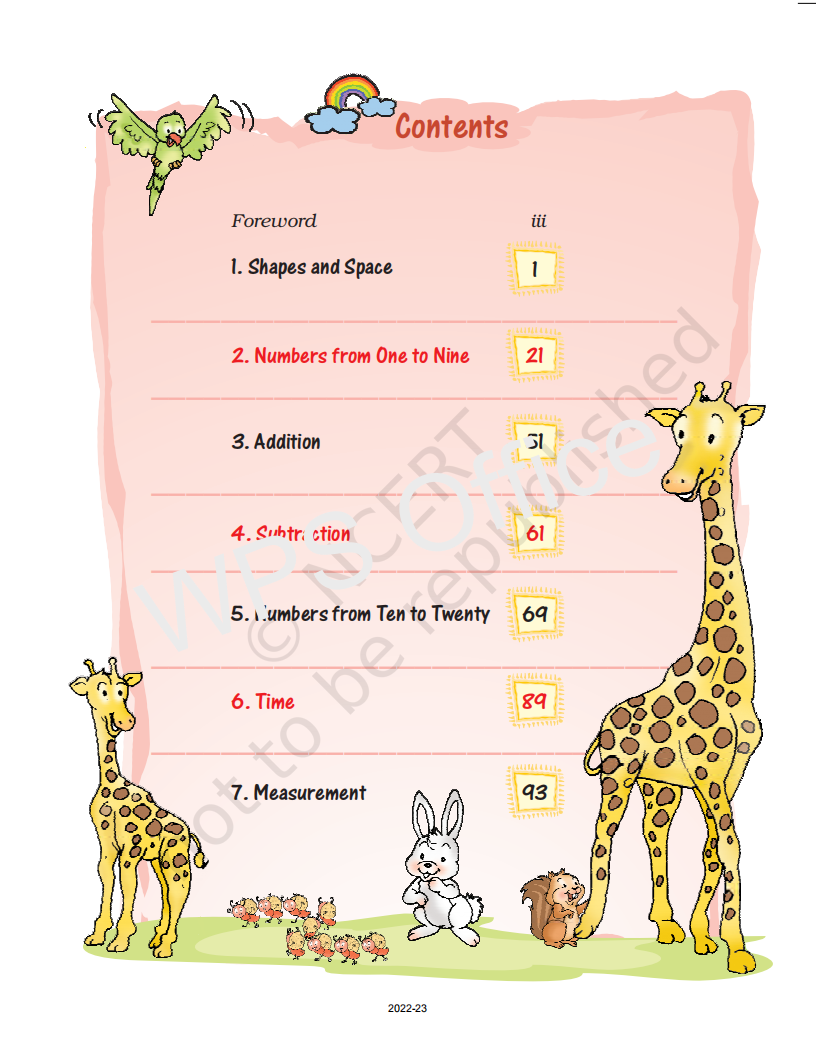 Contents
Foreword iii
1. Shapes and Space 1
2. Numbers from One to Nine 21
3. Addition 51
4. Subtraction 61
5. Numbers from Ten to Twenty 69
6. Time 89
7. Measurement 93
WPS Office
© NCERT
not to be republished
2022-23